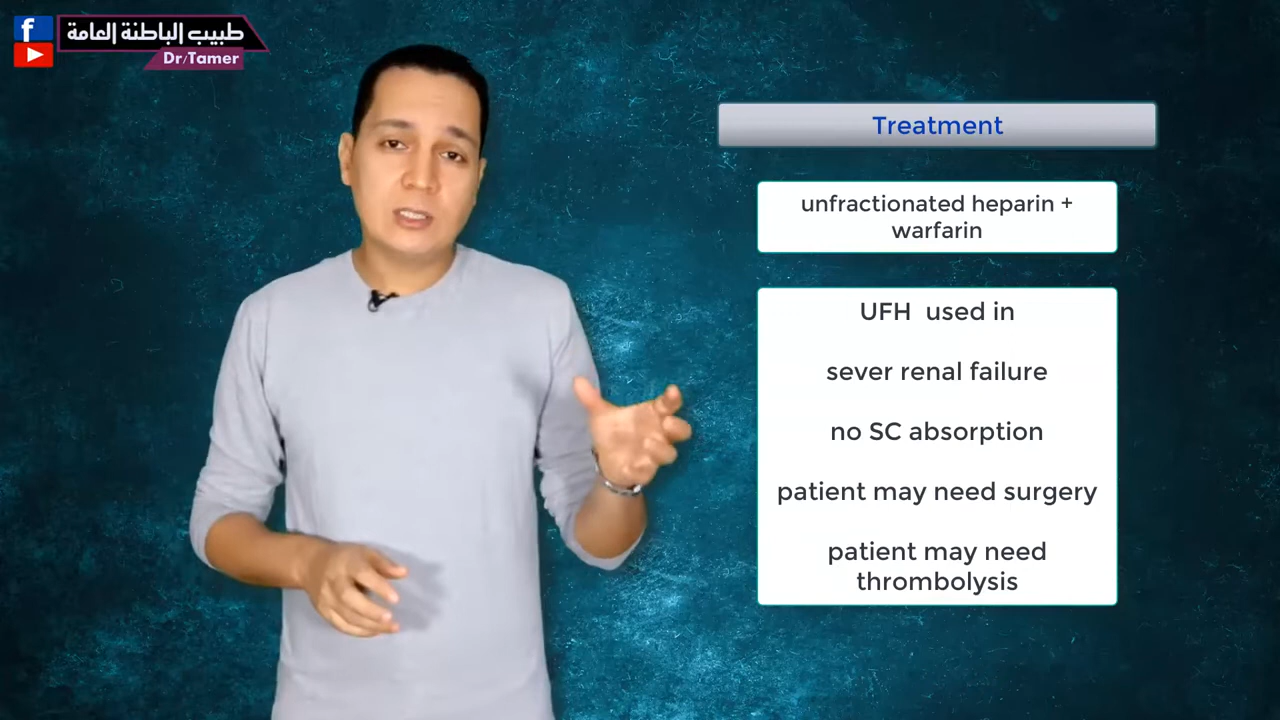 f
طبيب الباطنة العامة
Dr/Tamer
Treatment
unfractionated heparin +
warfarin
UFH used in
sever renal failure
no SC absorption
patient may need surgery
patient may need
thrombolysis